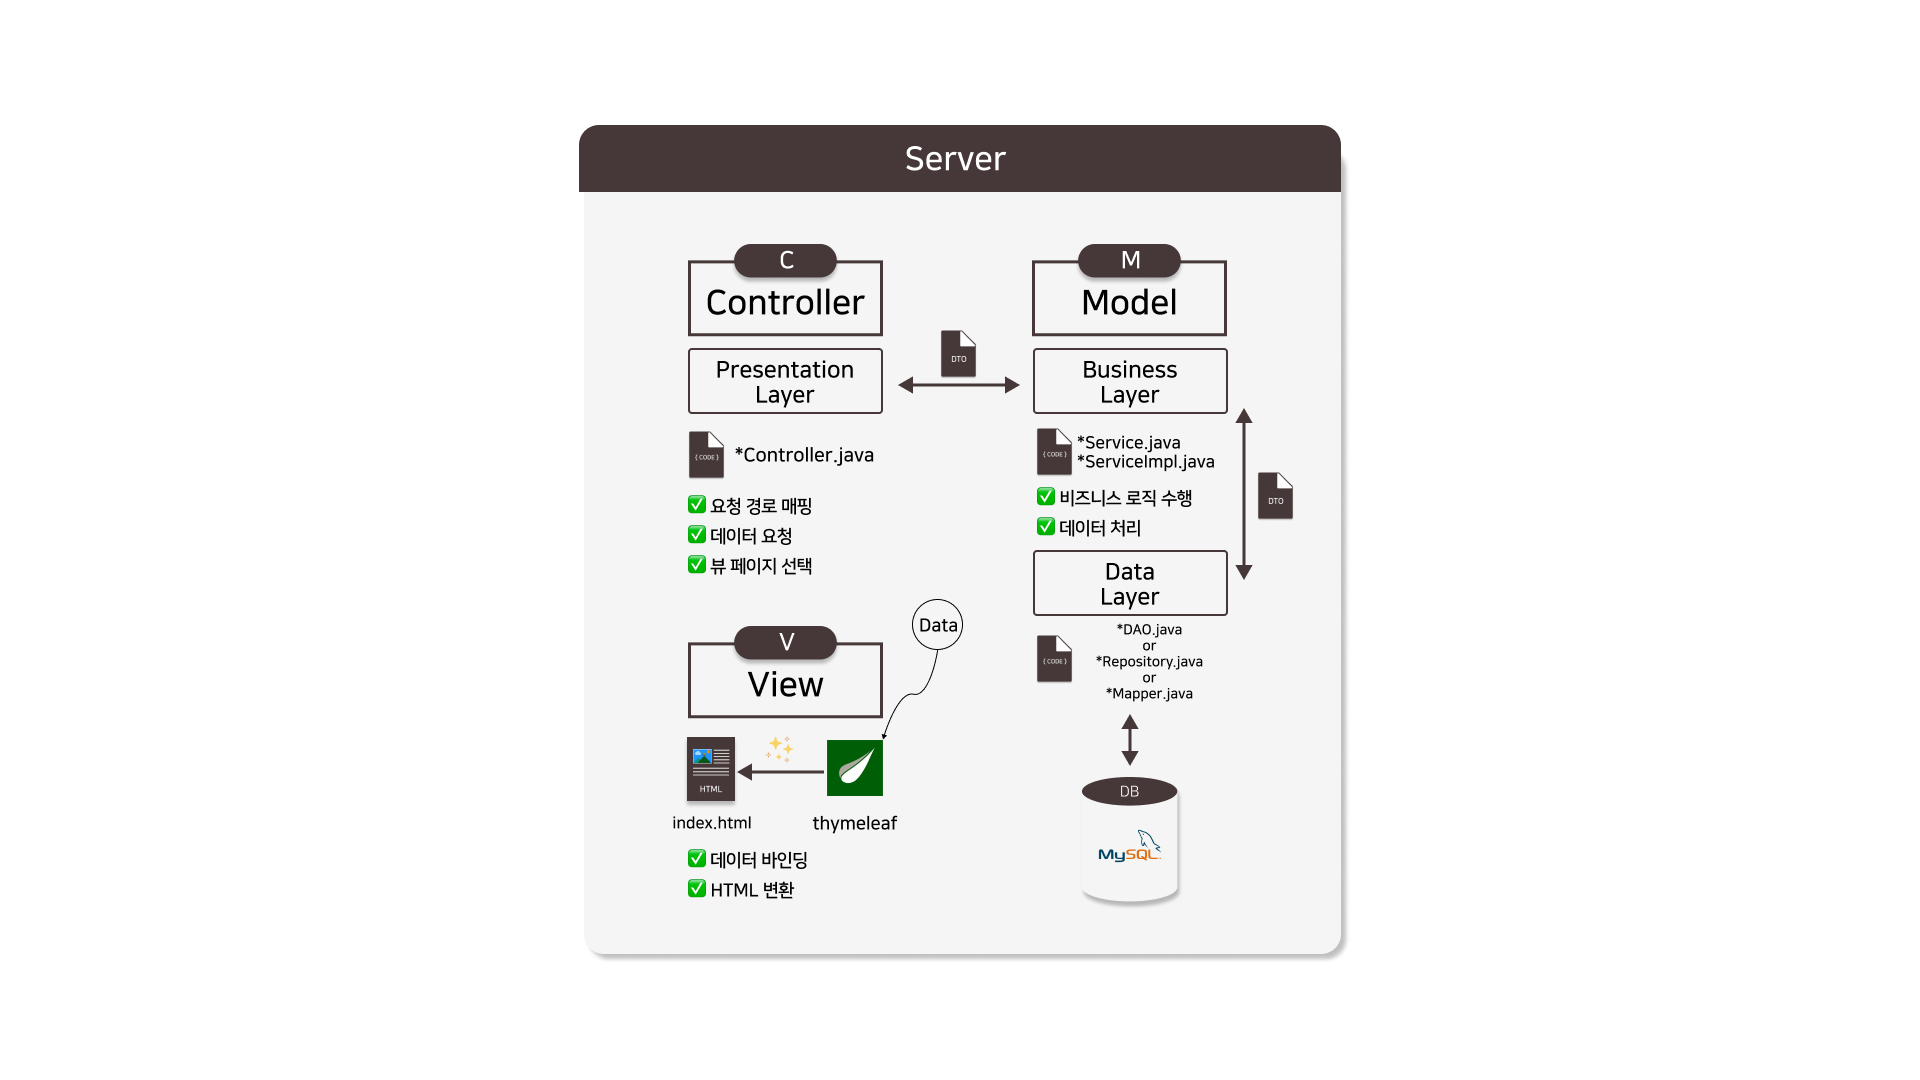 Server
C
Controller
Presentation
Layer
{ CODE }
*Controller.java
✅ 요청 경로 매핑
✅ 데이터 요청
✅ 뷰 페이지 선택
DTO
M
Model
Business
Layer
{ CODE }
*Service.java
*ServiceImpl.java
✅ 비즈니스 로직 수행
✅ 데이터 처리
DTO
Data
Layer
{ CODE }
*DAO.java
or
*Repository.java
or
*Mapper.java
DB
MySQL
V
View
Data
HTML
index.html
thymeleaf
✅ 데이터 바인딩
✅ HTML 변환